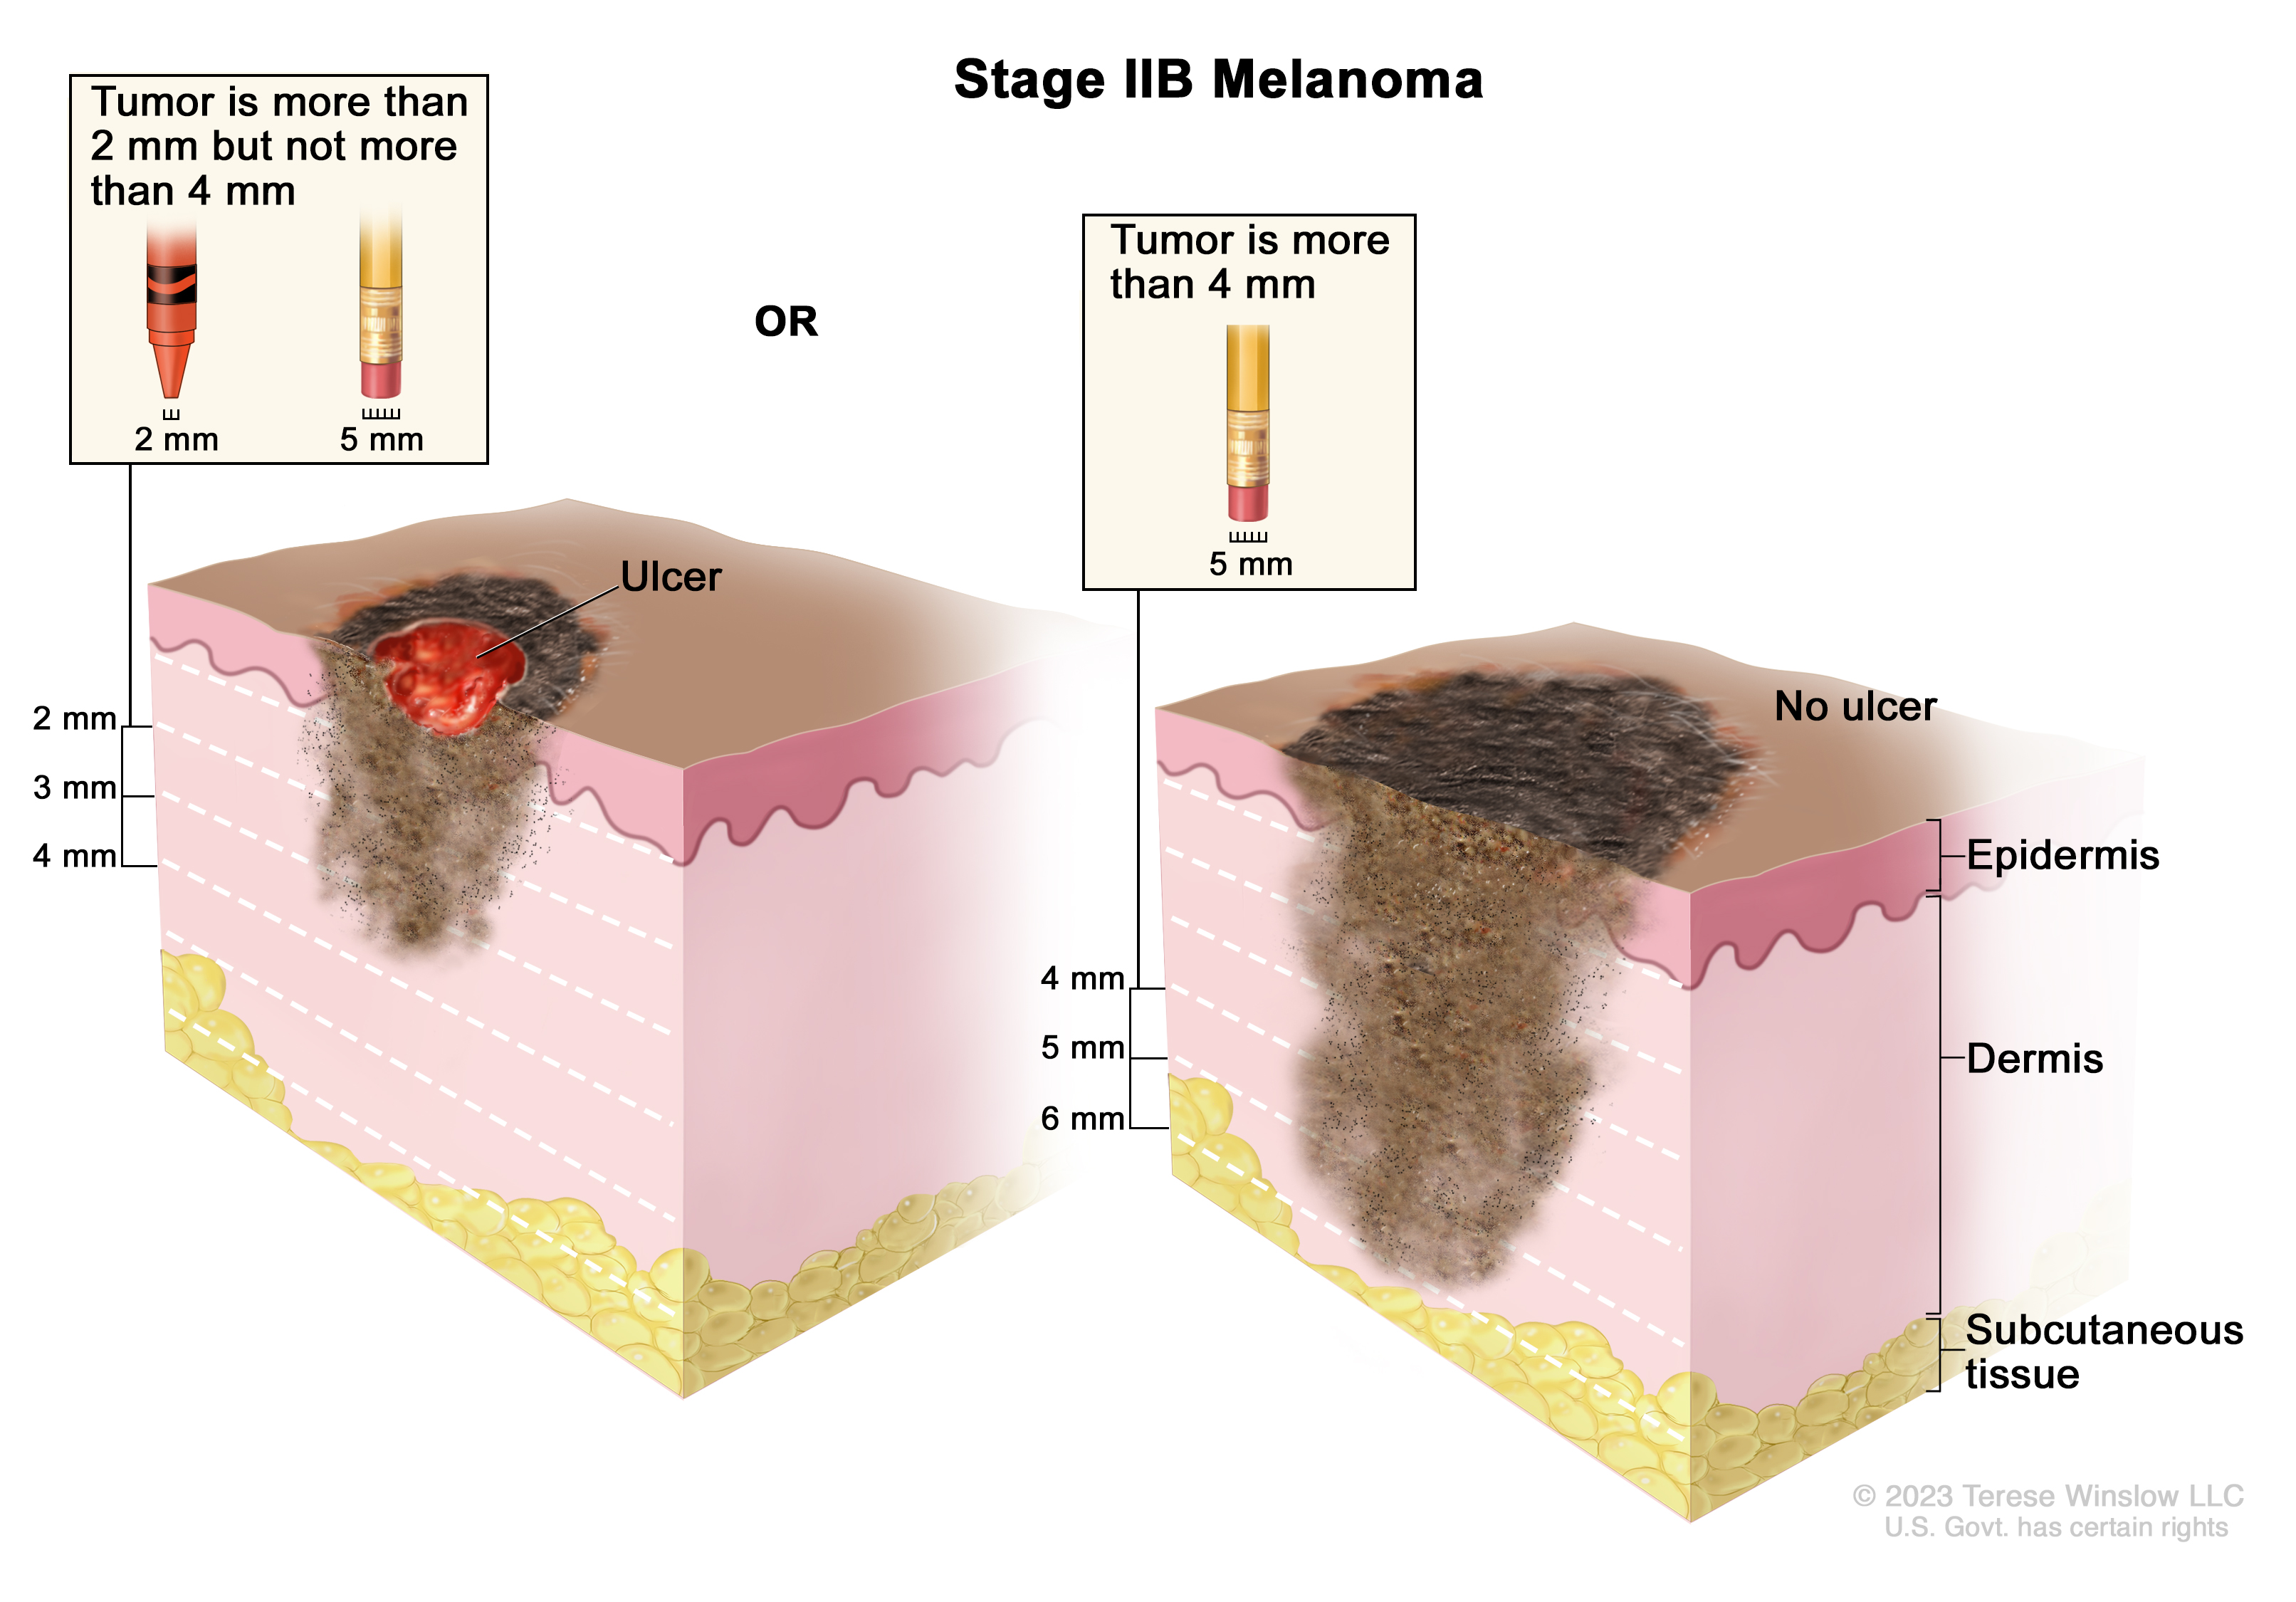 Stage IIB Melanoma
Tumor is more than
2 mm but not more
than 4 mm
2 mm
5 mm
OR
Tumor is more
than 4 mm
5 mm
Ulcer
2 mm
3 mm
4 mm
No ulcer
4 mm
5 mm
6 mm
Epidermis
Dermis
Subcutaneous
tissue
© 2023 Terese Winslow LLC
U.S. Govt. has certain rights